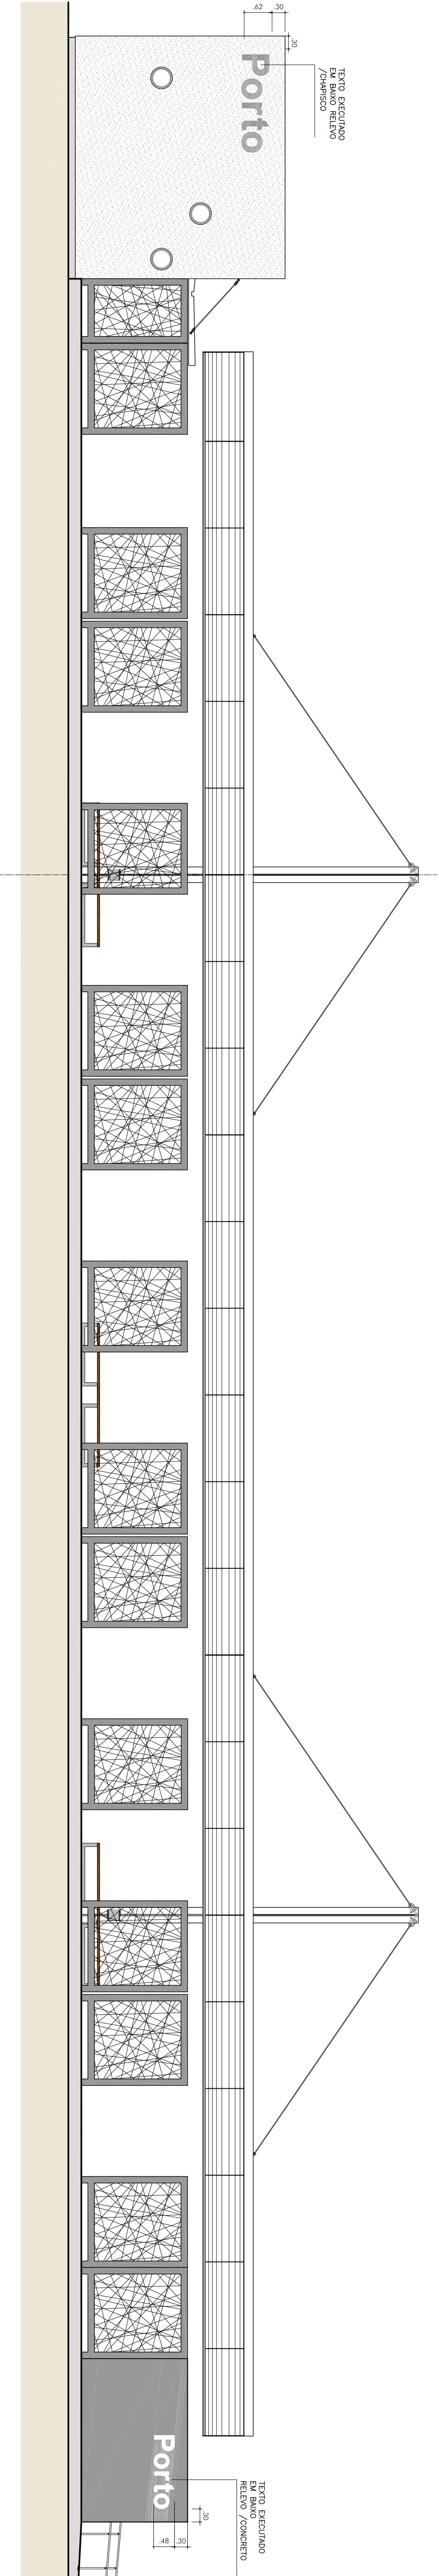 .62
.30
.30
TEXTO EXECUTADO
EM BAIXO RELEVO
/CHAPISCO
Porto
TEXTO EXECUTADO
EM BAIXO
RELEVO /CONCRETO
Porto
.30
.48
.30